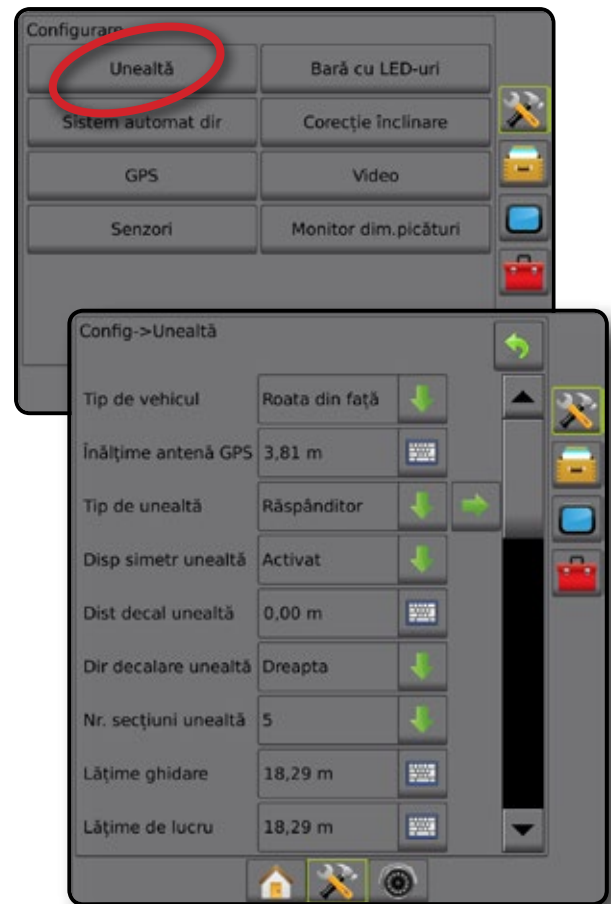 Configurare
Unealtă
Bară cu LED-uri
Sistem automat dir
Corecție înclinare
GPS
Video
Senzori
Monitor dim.picături
Config->Unealtă
Tip de vehicul
Roata din față
Înălțime antenă GPS
3,81 m
Tip de unealtă
Răspânditor
Disp simetr unealtă
Activat
Dist decal unealtă
0,00 m
Dir decalare unealtă
Dreapta
Nr. secțiuni unealtă
5
Lățime ghidare
18,29 m
Lățime de lucru
18,29 m